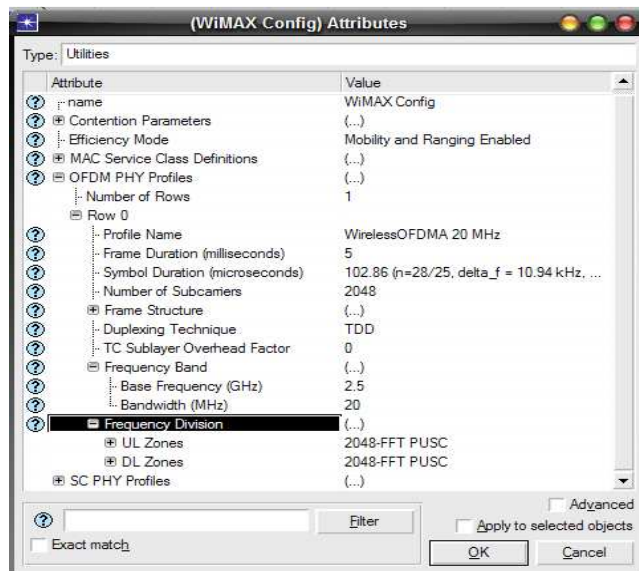 (WiMAX Config) Attributes
Type: Utilities
Attribute Value
name WiMAX Config
Contention Parameters (...)
Efficiency Mode Mobility and Ranging Enabled
MAC Service Class Definitions (...)
OFDM PHY Profiles (...)
Number of Rows 1
Row 0
Profile Name WirelessOFDMA 20 MHz
Frame Duration (milliseconds) 5
Symbol Duration (microseconds) 102.86 (n=28/25, delta_f = 10.94 kHz, ...
Number of Subcarriers 2048
Frame Structure (...)
Duplexing Technique TDD
TC Sublayer Overhead Factor 0
Frequency Band (...)
Base Frequency (GHz) 2.5
Bandwidth (MHz) 20
Frequency Division (...)
UL Zones 2048-FFT PUSC
DL Zones 2048-FFT PUSC
SC PHY Profiles (...)
Advanced
Filter Apply to selected objects
Exact match OK Cancel